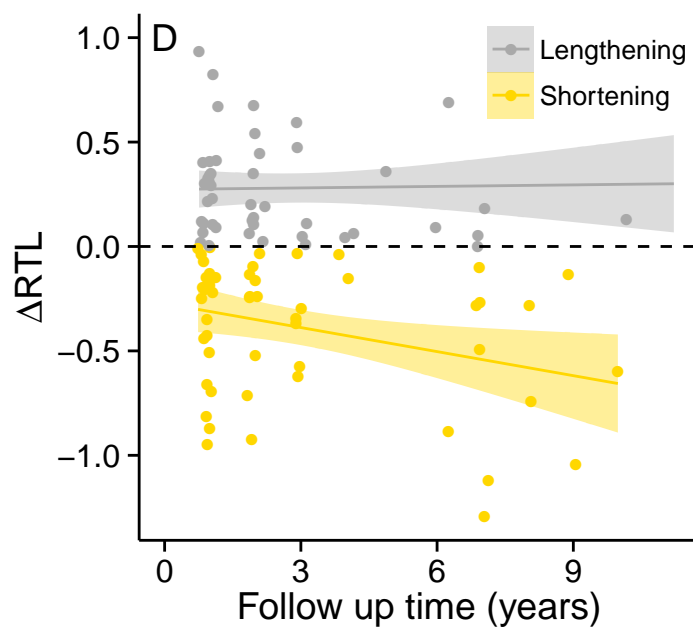 D
Lengthening
Shortening
1.0
0.5
0.0
−0.5
−1.0
ΔRTL
0 3 6 9
Follow up time (years)